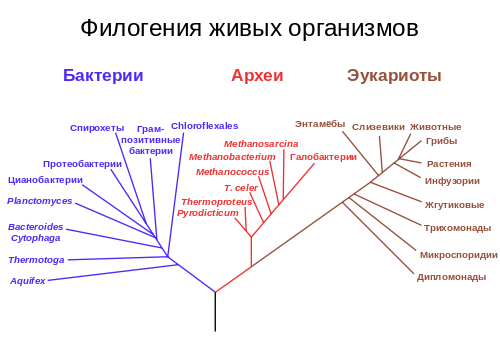 Филогения живых организмов
Бактерии
Археи
Эукариоты
Спирохеты
Грам-
позитивные
бактерии
Chloroflexales
Протеобактерии
Цианобактерии
Planctomyces
Bacteroides
Cytophaga
Thermotoga
Aquifex
Methanosarcina
Methanobacterium
Галобактерии
Methanococcus
T. celer
Thermoproteus
Pyrodicticum
Энтамёбы
Слизевики
Животные
Грибы
Растения
Инфузории
Жгутиковые
Трихомонады
Микроспоридии
Дипломонады